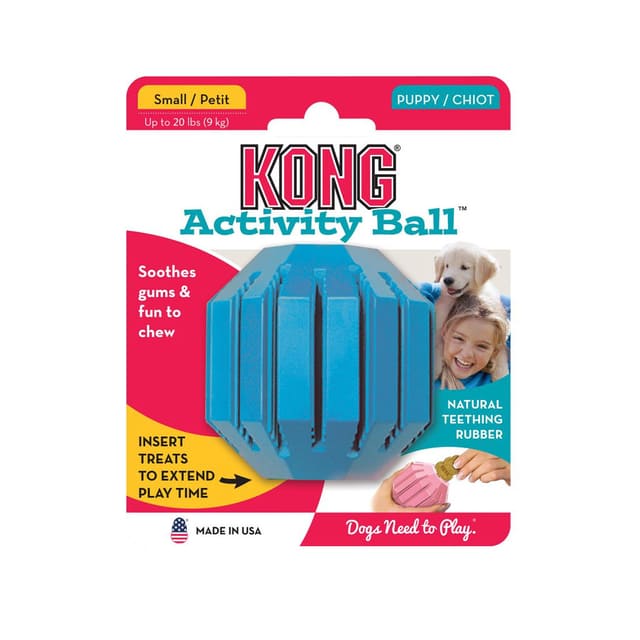 Small / Petit
Up to 20 lbs (9 kg)
PUPPY / CHIOT
KONG®
Activity Ball™
Soothes
gums &
fun to
chew
NATURAL
TEETHING
RUBBER
INSERT
TREATS
TO EXTEND
PLAY TIME
MADE IN USA
Dogs Need to Play.®